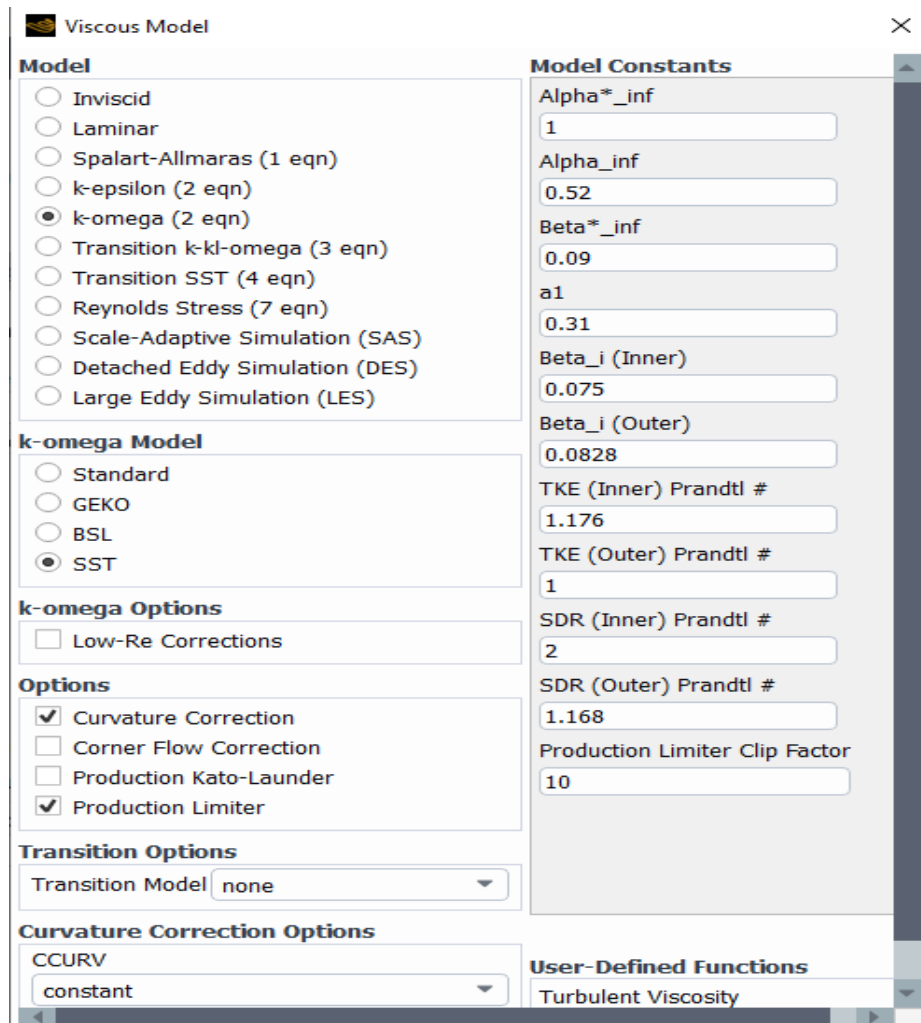 Viscous Model
Model
Inviscid
Laminar
Spalart-Allmaras (1 eqn)
k-epsilon (2 eqn)
k-omega (2 eqn)
Transition k-kl-omega (3 eqn)
Transition SST (4 eqn)
Reynolds Stress (7 eqn)
Scale-Adaptive Simulation (SAS)
Detached Eddy Simulation (DES)
Large Eddy Simulation (LES)
k-omega Model
Standard
GEKO
BSL
SST
k-omega Options
Low-Re Corrections
Options
Curvature Correction
Corner Flow Correction
Production Kato-Launder
Production Limiter
Transition Options
Transition Model none
Curvature Correction Options
CCURV
constant
Model Constants
Alpha*_inf
1
Alpha_inf
0.52
Beta*_inf
0.09
a1
0.31
Beta_i (Inner)
0.075
Beta_i (Outer)
0.0828
TKE (Inner) Prandtl #
1.176
TKE (Outer) Prandtl #
1
SDR (Inner) Prandtl #
2
SDR (Outer) Prandtl #
1.168
Production Limiter Clip Factor
10
User-Defined Functions
Turbulent Viscosity